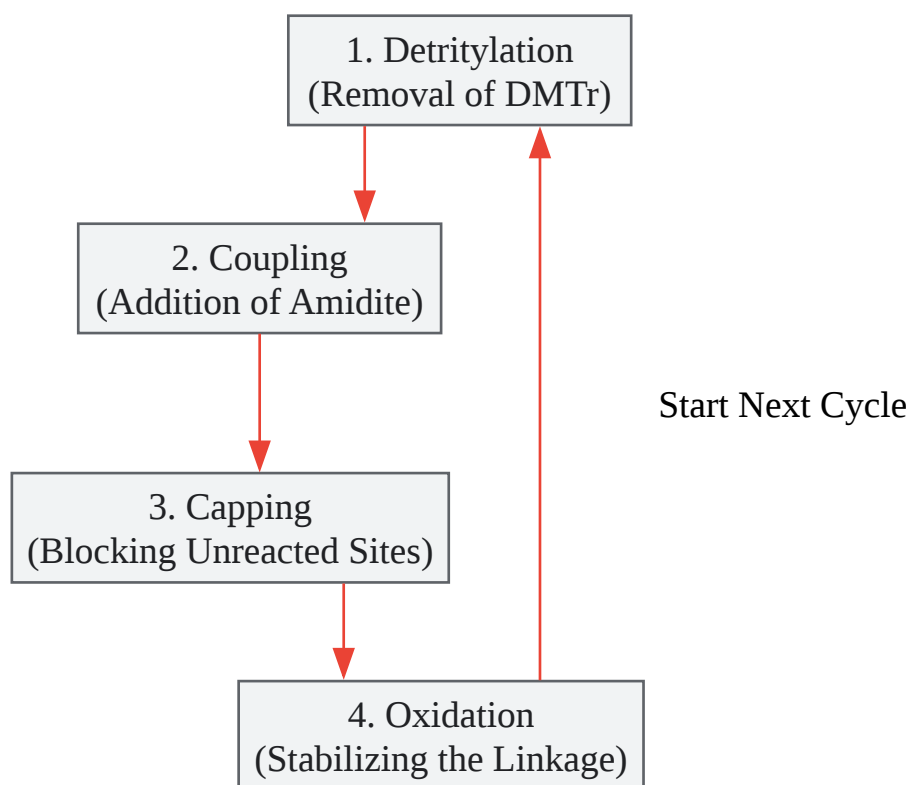 1. Detritylation
(Removal of DMTr)
2. Coupling
(Addition of Amidite)
Start Next Cycle
3. Capping
(Blocking Unreacted Sites)
4. Oxidation
(Stabilizing the Linkage)